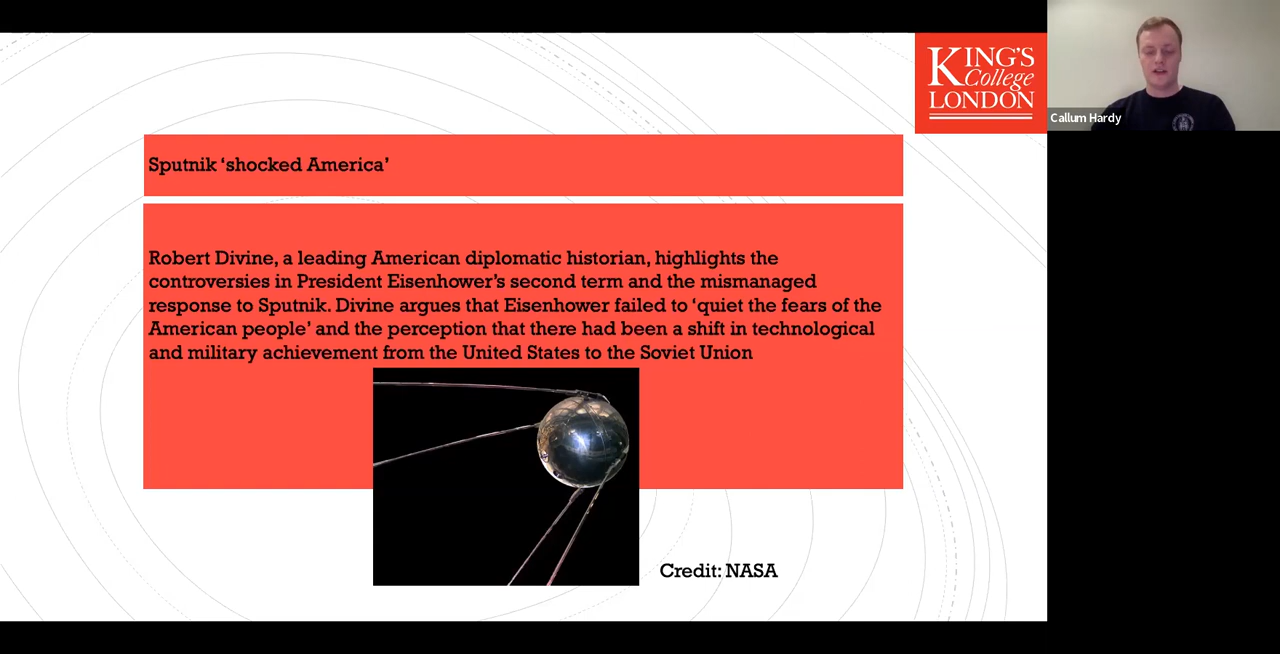 KING'S
College
LONDON
Callum Hardy
Sputnik ‘shocked America’
Robert Divine, a leading American diplomatic historian, highlights the
controversies in President Eisenhower’s second term and the mismanaged
response to Sputnik. Divine argues that Eisenhower failed to ‘quiet the fears of the
American people’ and the perception that there had been a shift in technological
and military achievement from the United States to the Soviet Union
Credit: NASA